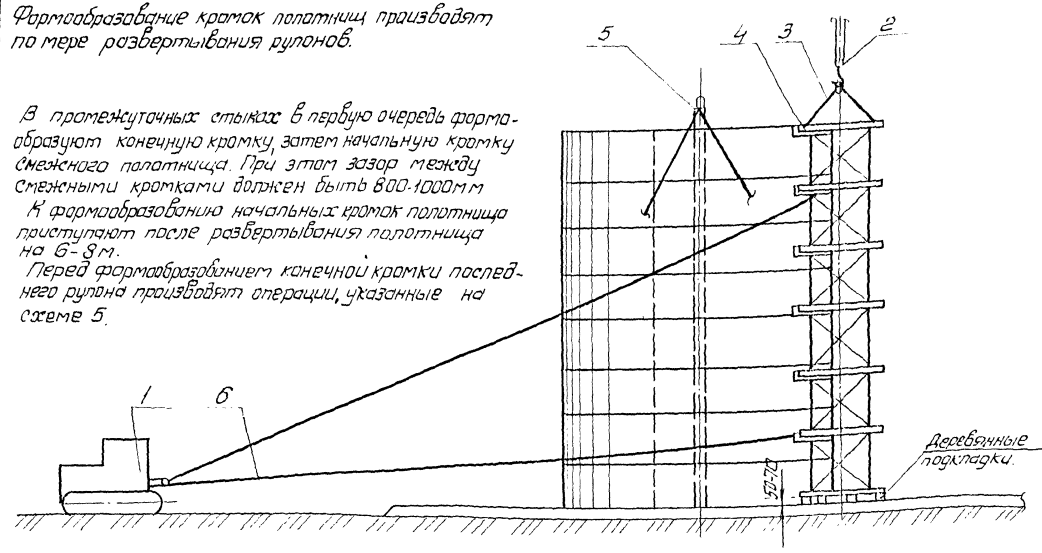 Формообразование кромок полотнищ производят
по мере развертывания рулонов.
В промежуточных стыках в первую очередь формо-
образуют конечную кромку, затем начальную кромку
смежного полотнища. При этом зазор между
смежными кромками должен быть 800-1000мм
К формообразованию начальных кромок полотнища
приступают после развертывания полотнища
на 6-8м.
Перед формообразованием конечной кромки послед-
него рулона производят операции, указанные на
схеме 5.
5
4
3
2
1
6
Деревянные
подкладки.
50-70